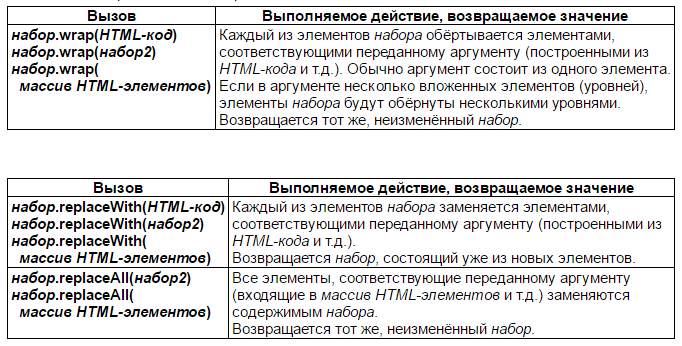 Вызов Выполняемое действие, возвращаемое значение
набор.wrap(HTML-код)
набор.wrap(набор2)
набор.wrap(
массив HTML-элементов)
Каждый из элементов набора обёртывается элементами,
соответствующими переданному аргументу (построенными из
HTML-кода и т.д.). Обычно аргумент состоит из одного элемента.
Если в аргументе несколько вложенных элементов (уровней),
элементы набора будут обёрнуты несколькими уровнями.
Возвращается тот же, неизменённый набор.
Вызов Выполняемое действие, возвращаемое значение
набор.replaceWith(HTML-код)
набор.replaceWith(набор2)
набор.replaceWith(
массив HTML-элементов)
Каждый из элементов набора заменяется элементами,
соответствующими переданному аргументу (построенными из
HTML-кода и т.д.).
Возвращается набор, состоящий уже из новых элементов.
набор.replaceAll(набор2)
набор.replaceAll(
массив HTML-элементов)
Все элементы, соответствующие переданному аргументу
(входящие в массив HTML-элементов и т.д.) заменяются
содержимым набора.
Возвращается тот же, неизменённый набор.